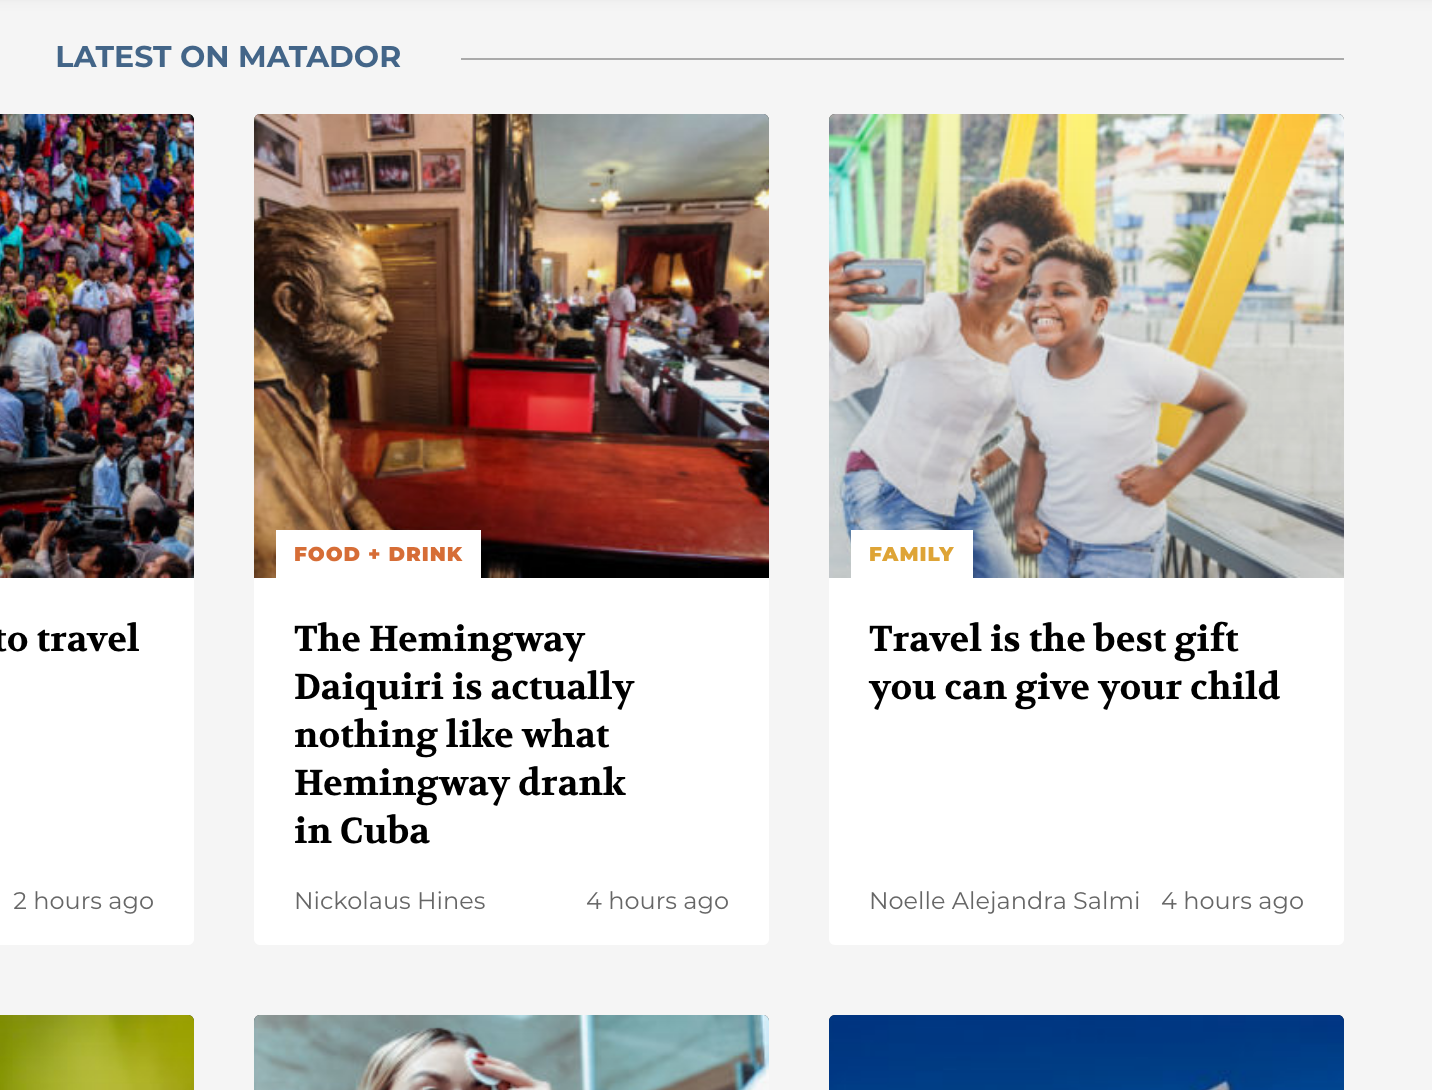 LATEST ON MATADOR
to travel
2 hours ago
FOOD + DRINK
The Hemingway
Daiquiri is actually
nothing like what
Hemingway drank
in Cuba
Nickolaus Hines
4 hours ago
FAMILY
Travel is the best gift
you can give your child
Noelle Alejandra Salmi
4 hours ago